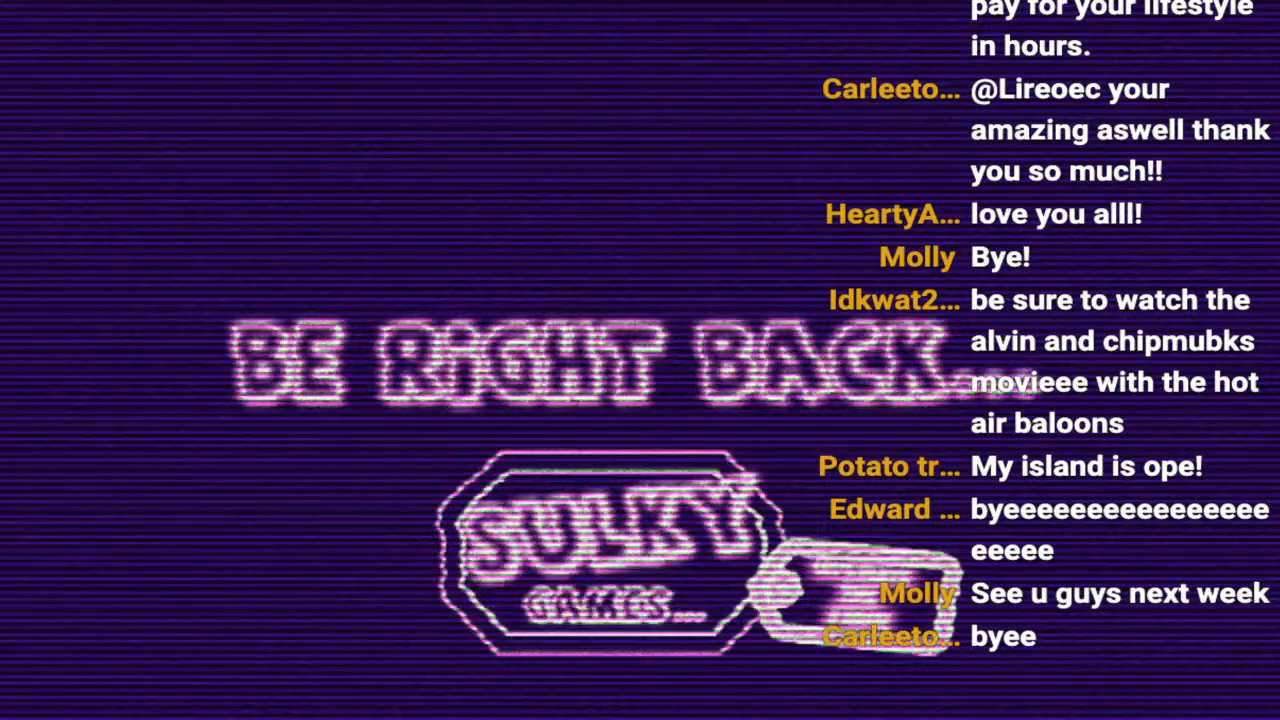 pay for your lifestyle
in hours.
Carleeto... @Lireoec your
amazing aswell thank
you so much!!
HeartyA... love you alll!
Molly Bye!
Idkwat2... be sure to watch the
alvin and chipmubks
movieee with the hot
air baloons
Potato tr... My island is ope!
Edward ... byeeeeeeeeeeeeeeee
eeeee
Molly See u guys next week
Carleeto... byee
BE RiGHT BACK...
SULKY
GAMES...